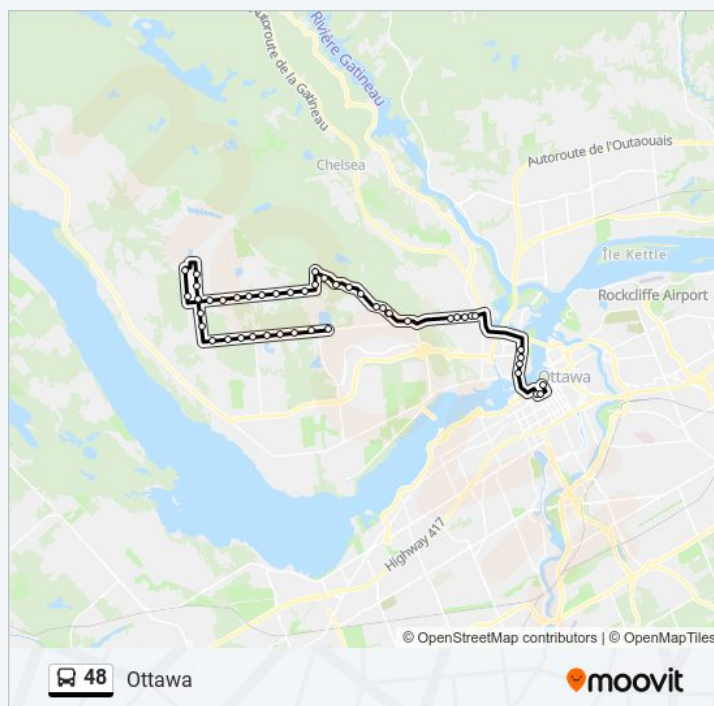 Rivière Gatineau
Autoroute de la Gatineau
Chelsea
Autoroute de l'Outaouais
Île Kettle
Rockcliffe Airport
Ottawa
Highway 417
© OpenStreetMap contributors | © OpenMapTiles
48 Ottawa
moovit